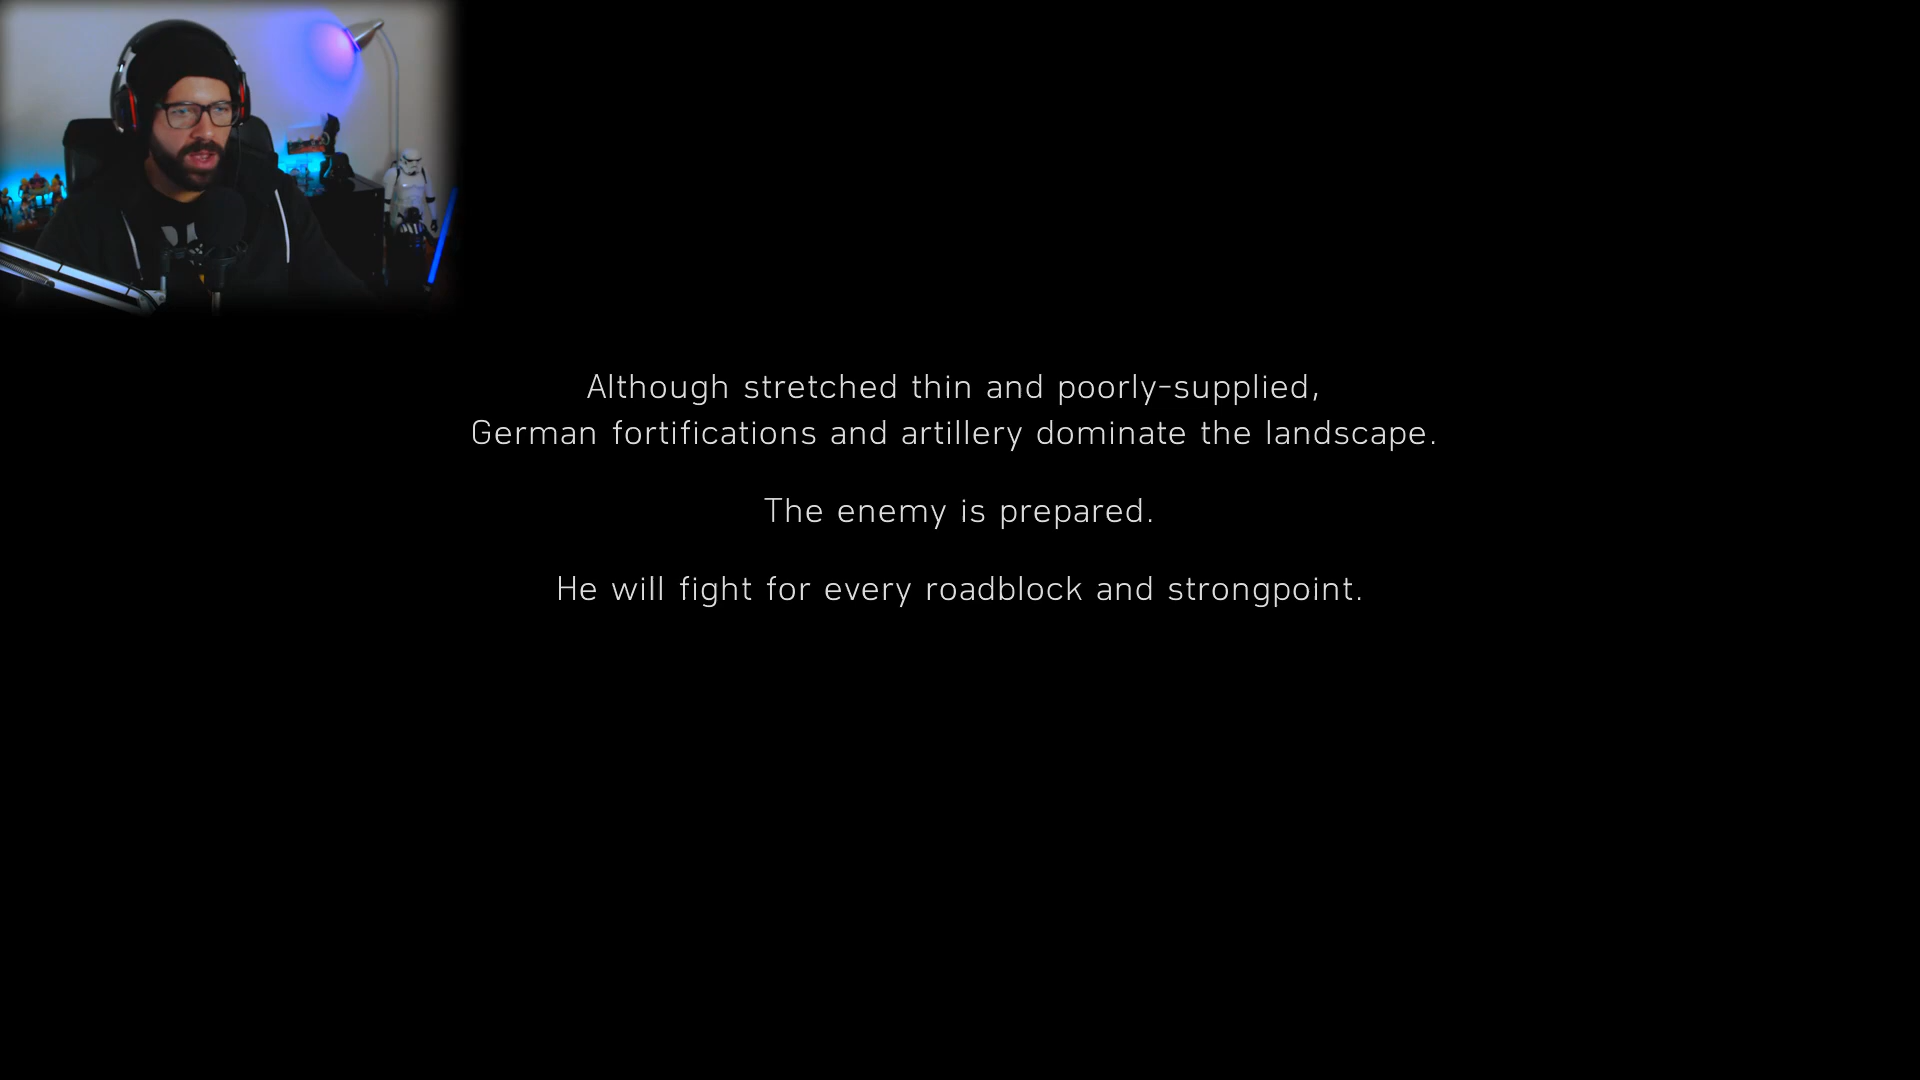 Although stretched thin and poorly-supplied,
German fortifications and artillery dominate the landscape.
The enemy is prepared.
He will fight for every roadblock and strongpoint.